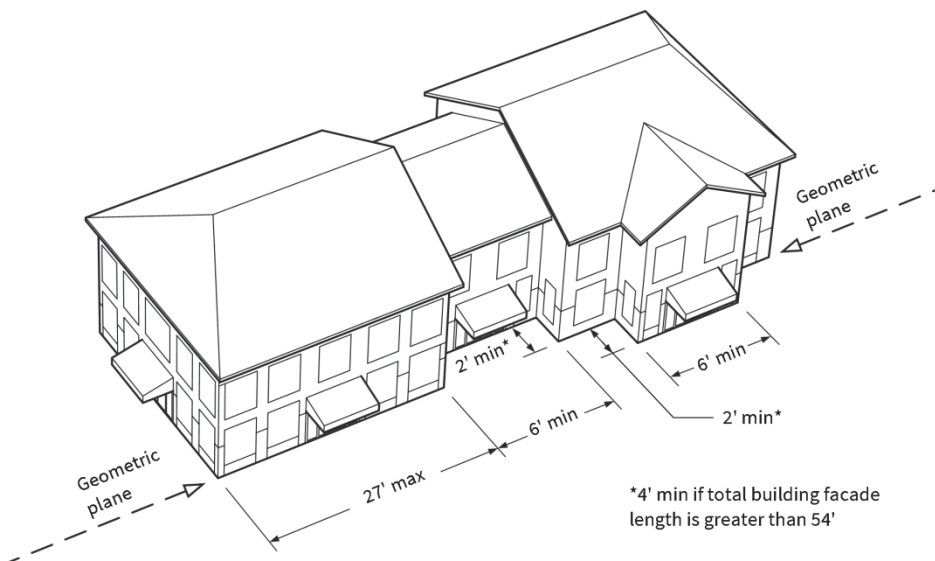 Geometric
plane
2' min*
6' min
2' min*
6' min
27' max
Geometric
plane
*4' min if total building facade
length is greater than 54'